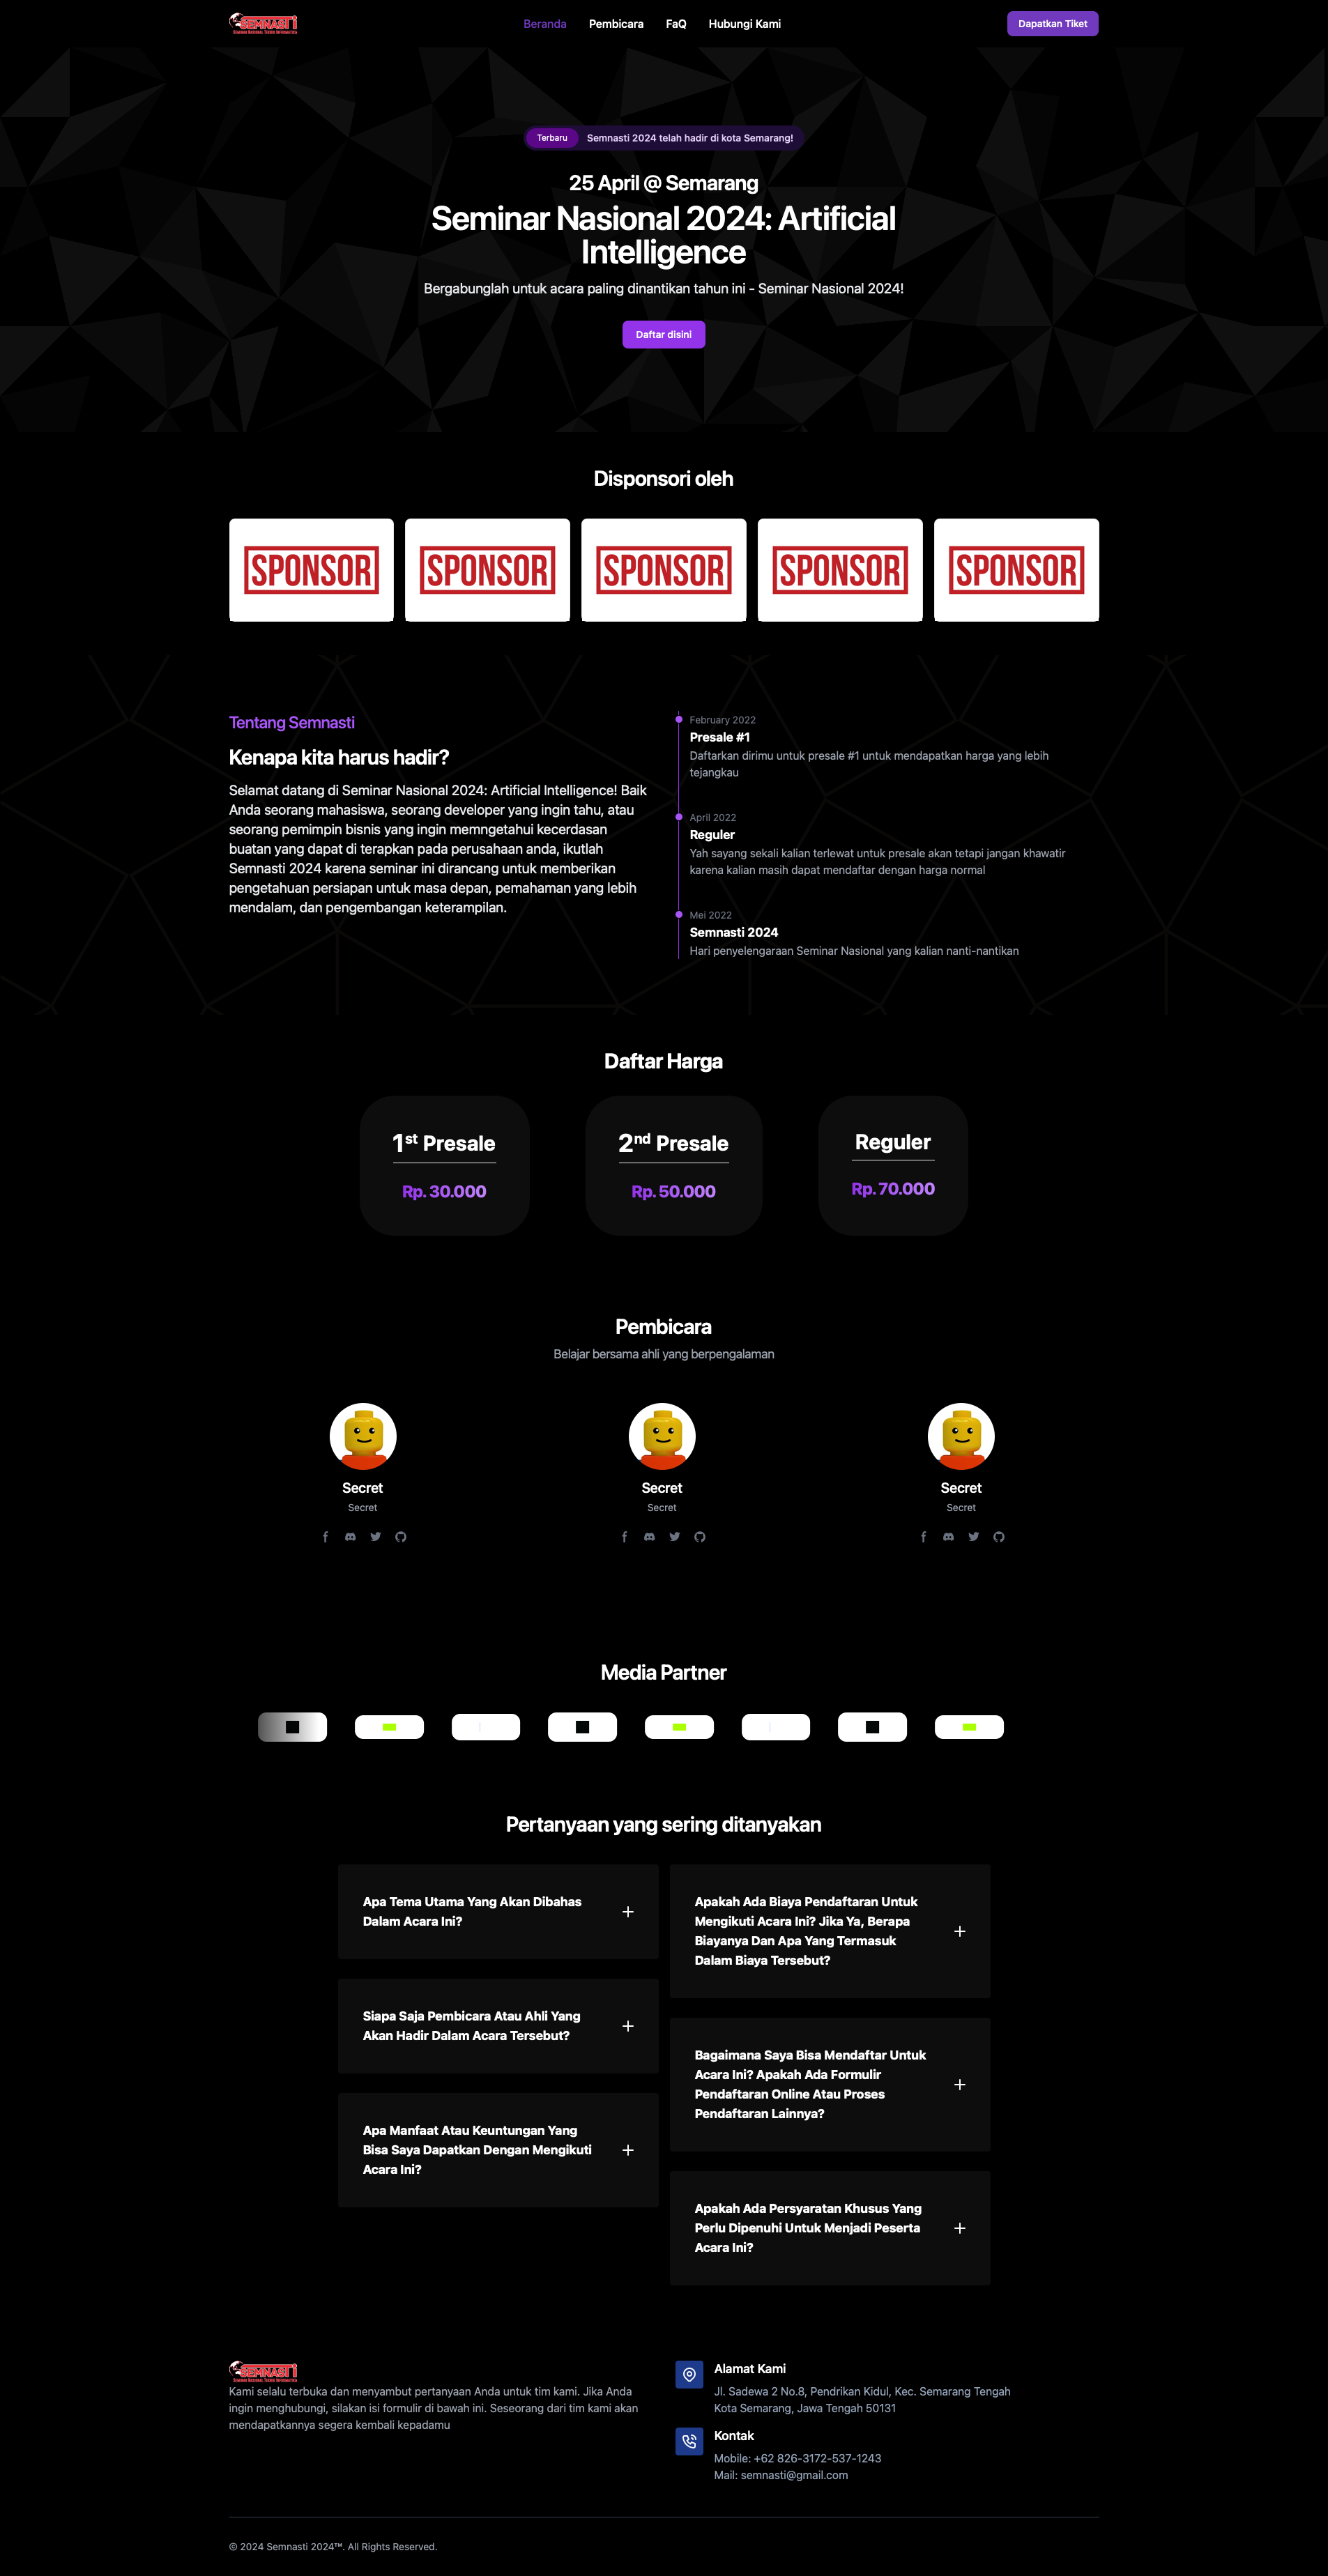 SEMNASTI
SEMINAR NASIONAL TEKNIK INFORMATIKA
Beranda
Pembicara
FaQ
Hubungi Kami
Dapatkan Tiket
Terbaru
Semnasti 2024 telah hadir di kota Semarang!
25 April @ Semarang
Seminar Nasional 2024: Artificial
Intelligence
Bergabunglah untuk acara paling dinantikan tahun ini - Seminar Nasional 2024!
Daftar disini
Disponsori oleh
SPONSOR
SPONSOR
SPONSOR
SPONSOR
SPONSOR
Tentang Semnasti
Kenapa kita harus hadir?
Selamat datang di Seminar Nasional 2024: Artificial Intelligence! Baik
Anda seorang mahasiswa, seorang developer yang ingin tahu, atau
seorang pemimpin bisnis yang ingin memngetahui kecerdasan
buatan yang dapat di terapkan pada perusahaan anda, ikutlah
Semnasti 2024 karena seminar ini dirancang untuk memberikan
pengetahuan persiapan untuk masa depan, pemahaman yang lebih
mendalam, dan pengembangan keterampilan.
February 2022
Presale #1
Daftarkan dirimu untuk presale #1 untuk mendapatkan harga yang lebih
tejangkau
April 2022
Reguler
Yah sayang sekali kalian terlewat untuk presale akan tetapi jangan khawatir
karena kalian masih dapat mendaftar dengan harga normal
Mei 2022
Semnasti 2024
Hari penyelengaraan Seminar Nasional yang kalian nanti-nantikan
Daftar Harga
1st Presale
Rp. 30.000
2nd Presale
Rp. 50.000
Reguler
Rp. 70.000
Pembicara
Belajar bersama ahli yang berpengalaman
Secret
Secret
Secret
Secret
Secret
Secret
Media Partner
Pertanyaan yang sering ditanyakan
Apa Tema Utama Yang Akan Dibahas
Dalam Acara Ini?
Siapa Saja Pembicara Atau Ahli Yang
Akan Hadir Dalam Acara Tersebut?
Apa Manfaat Atau Keuntungan Yang
Bisa Saya Dapatkan Dengan Mengikuti
Acara Ini?
Apakah Ada Biaya Pendaftaran Untuk
Mengikuti Acara Ini? Jika Ya, Berapa
Biayanya Dan Apa Yang Termasuk
Dalam Biaya Tersebut?
Bagaimana Saya Bisa Mendaftar Untuk
Acara Ini? Apakah Ada Formulir
Pendaftaran Online Atau Proses
Pendaftaran Lainnya?
Apakah Ada Persyaratan Khusus Yang
Perlu Dipenuhi Untuk Menjadi Peserta
Acara Ini?
SEMNASTI
SEMINAR NASIONAL TEKNIK INFORMATIKA
Kami selalu terbuka dan menyambut pertanyaan Anda untuk tim kami. Jika Anda
ingin menghubungi, silakan isi formulir di bawah ini. Seseorang dari tim kami akan
mendapatkannya segera kembali kepadamu
Alamat Kami
Jl. Sadewa 2 No.8, Pendrikan Kidul, Kec. Semarang Tengah
Kota Semarang, Jawa Tengah 50131
Kontak
Mobile: +62 826-3172-537-1243
Mail: semnasti@gmail.com
© 2024 Semnasti 2024™. All Rights Reserved.